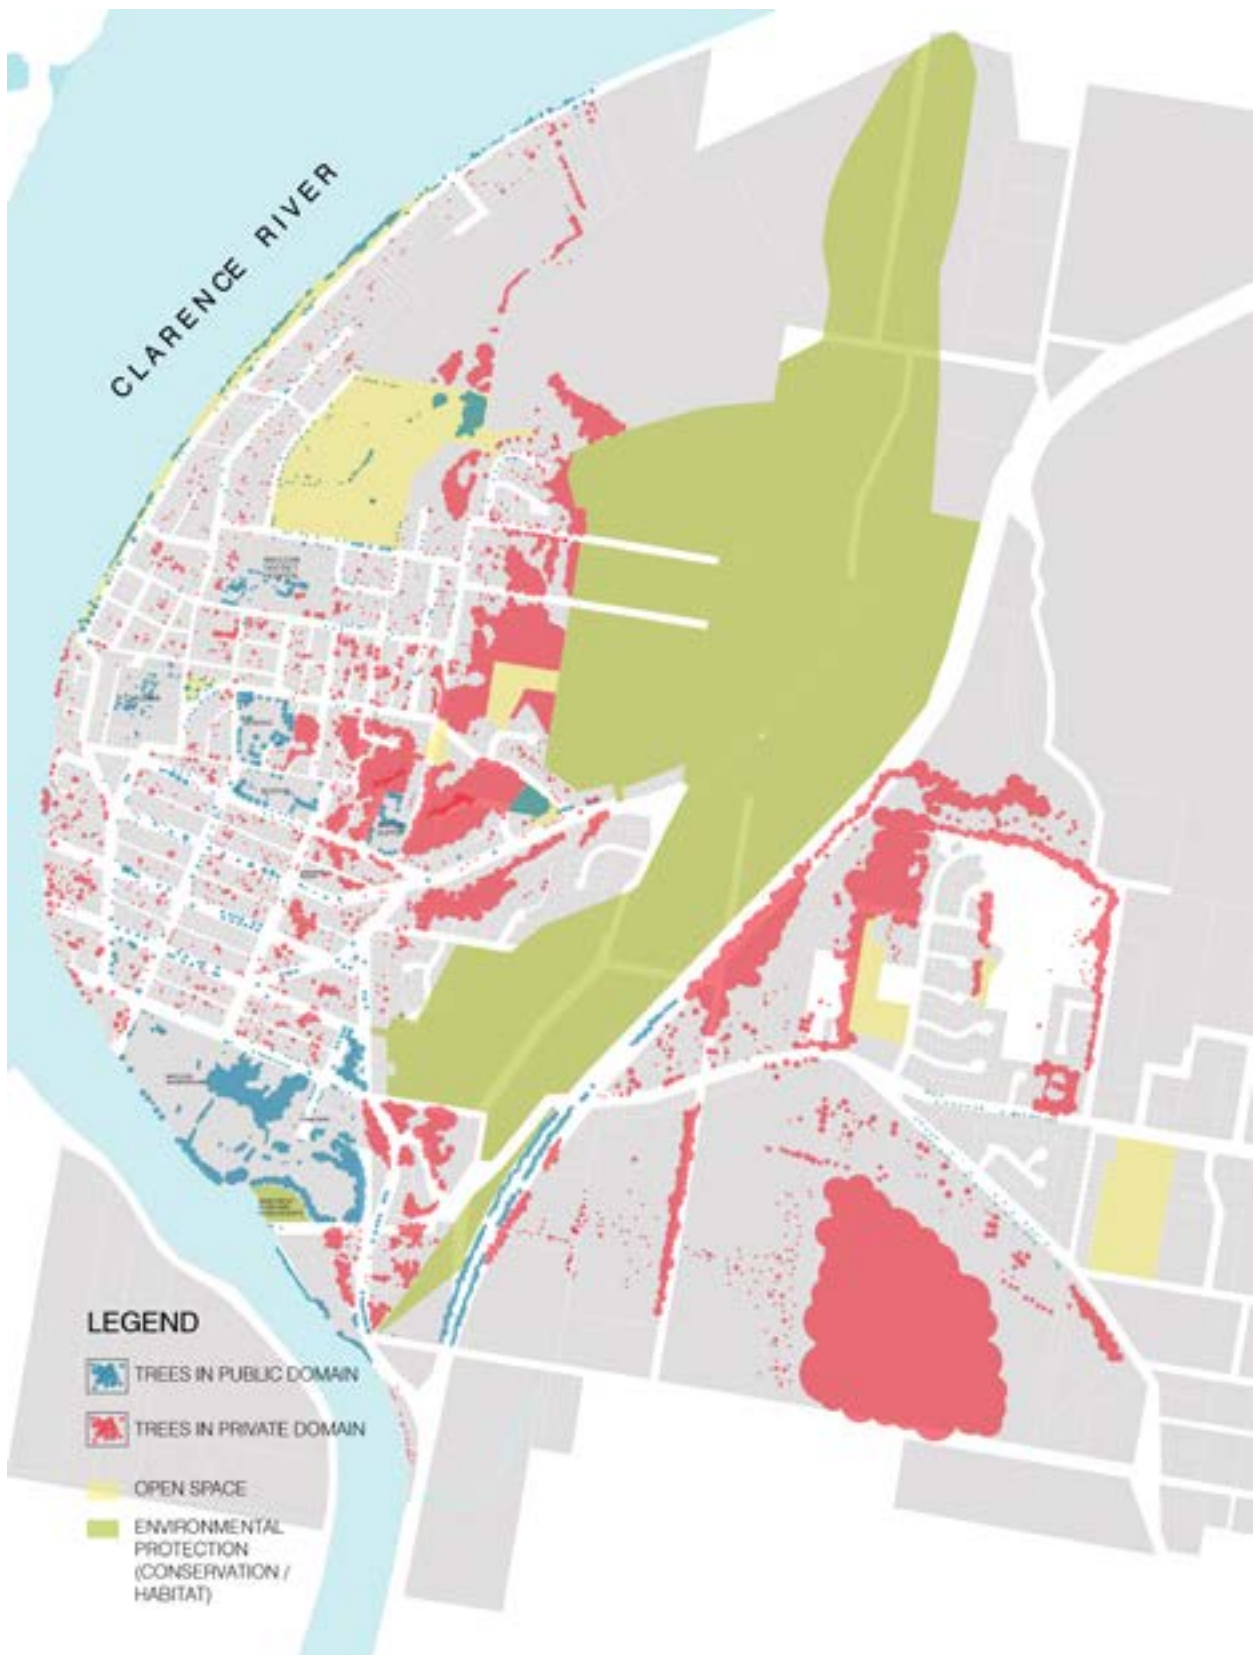 CLARENCE RIVER
LEGEND
TREES IN PUBLIC DOMAIN
TREES IN PRIVATE DOMAIN
OPEN SPACE
ENVIRONMENTAL
PROTECTION
(CONSERVATION /
HABITAT)